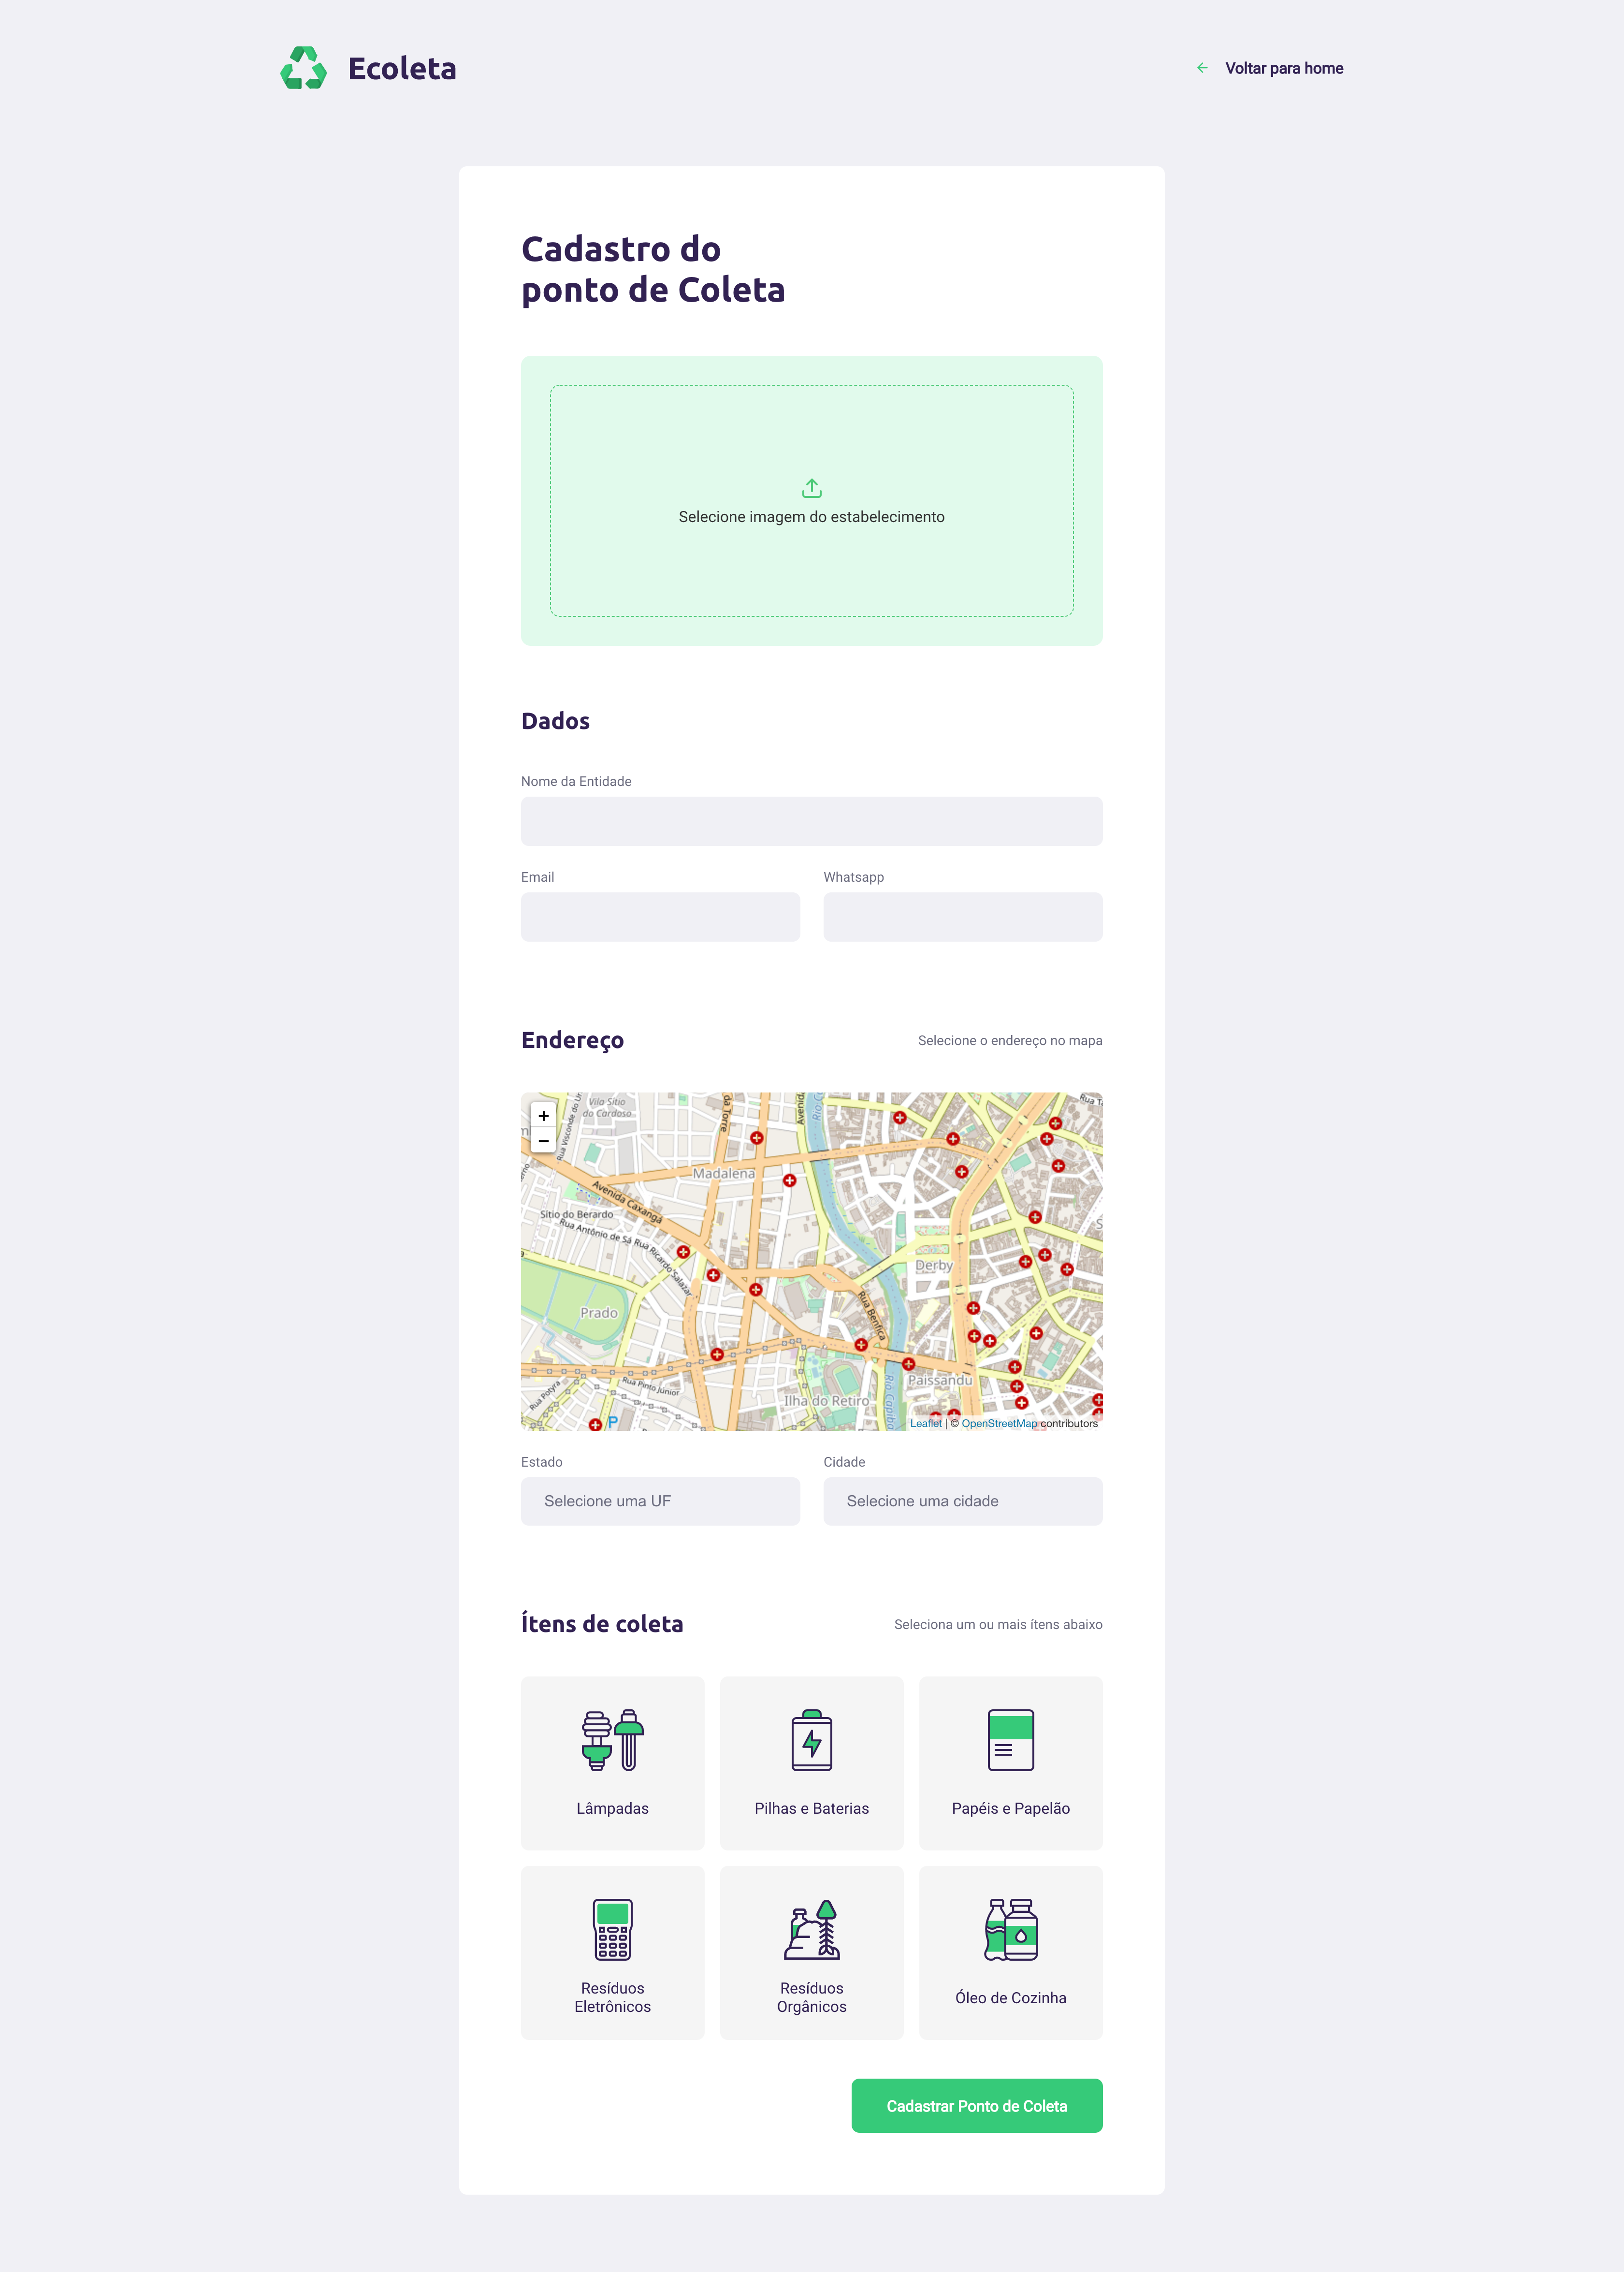 Ecoleta
Voltar para home
Cadastro do
ponto de Coleta
Selecione imagem do estabelecimento
Dados
Nome da Entidade
Email
Whatsapp
Endereço
Selecione o endereço no mapa
+
−
Vila Sítio
do Cardoso
da Torre
Avenid
Madalena
Avenida Caxangá
Sítio do Berardo
Rua Antônio de Sá
Rua Ricardo Salazar
Derby
Prado
Rua Benfica
Paissandu
Rua Pinto Júnior
Rua Potyra
Ilha do Retiro
P
Leaflet | © OpenStreetMap contributors
Estado
Cidade
Selecione uma UF
Selecione uma cidade
Ítens de coleta
Seleciona um ou mais ítens abaixo
Lâmpadas
Pilhas e Baterias
Papéis e Papelão
Resíduos
Eletrônicos
Resíduos
Orgânicos
Óleo de Cozinha
Cadastrar Ponto de Coleta